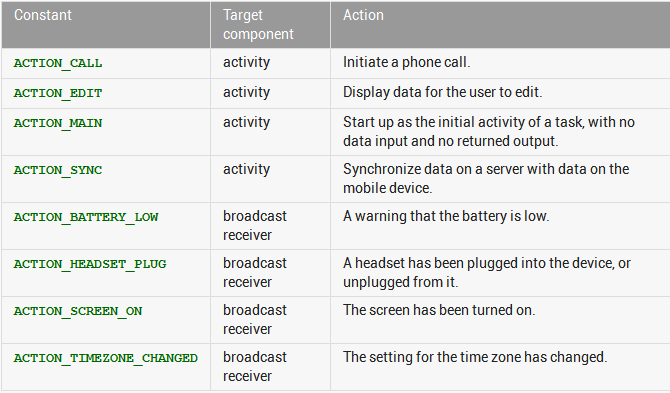 Constant Target component Action
ACTION_CALL activity Initiate a phone call.
ACTION_EDIT activity Display data for the user to edit.
ACTION_MAIN activity Start up as the initial activity of a task, with no
data input and no returned output.
ACTION_SYNC activity Synchronize data on a server with data on the
mobile device.
ACTION_BATTERY_LOW broadcast receiver A warning that the battery is low.
ACTION_HEADSET_PLUG broadcast receiver A headset has been plugged into the device, or
unplugged from it.
ACTION_SCREEN_ON broadcast receiver The screen has been turned on.
ACTION_TIMEZONE_CHANGED broadcast receiver The setting for the time zone has changed.